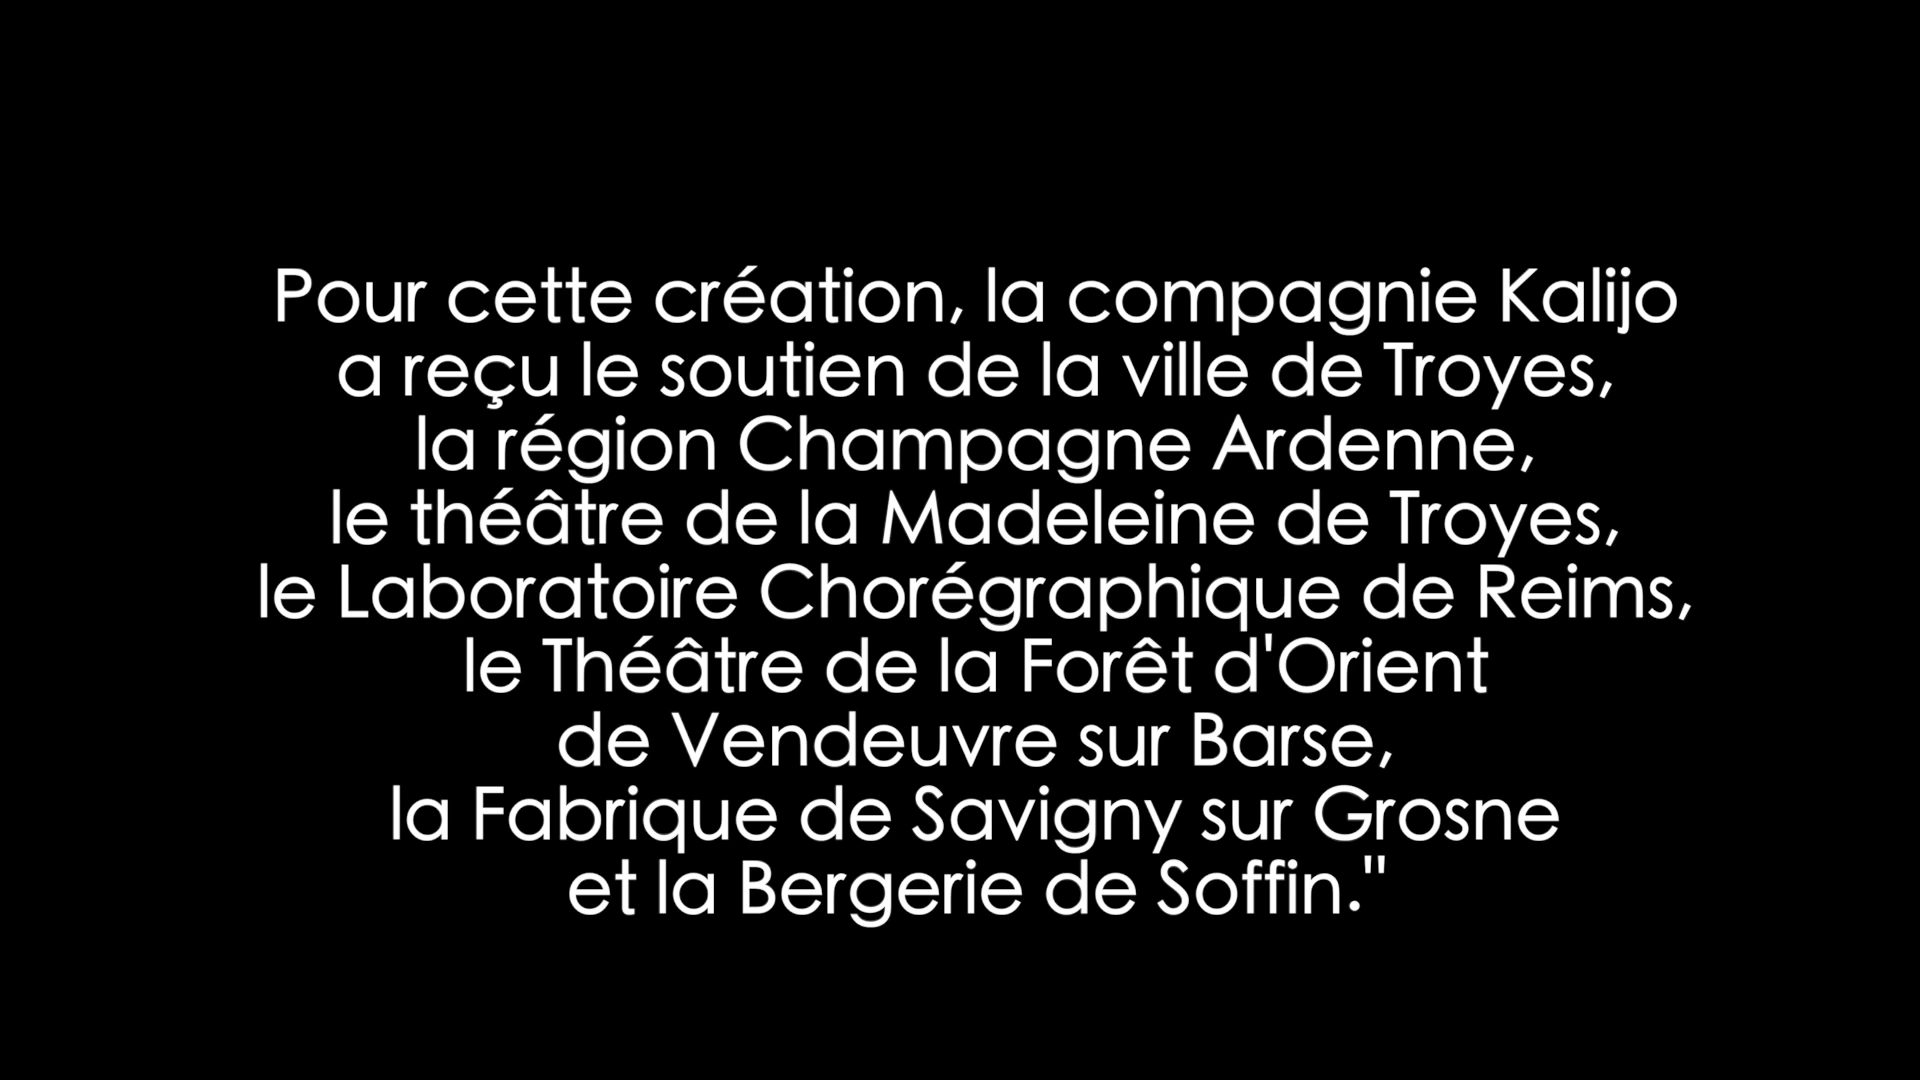 Pour cette création, la compagnie Kalijo
a reçu le soutien de la ville de Troyes,
la région Champagne Ardenne,
le théâtre de la Madeleine de Troyes,
le Laboratoire Chorégraphique de Reims,
le Théâtre de la Forêt d'Orient
de Vendeuvre sur Barse,
la Fabrique de Savigny sur Grosne
et la Bergerie de Soffin."